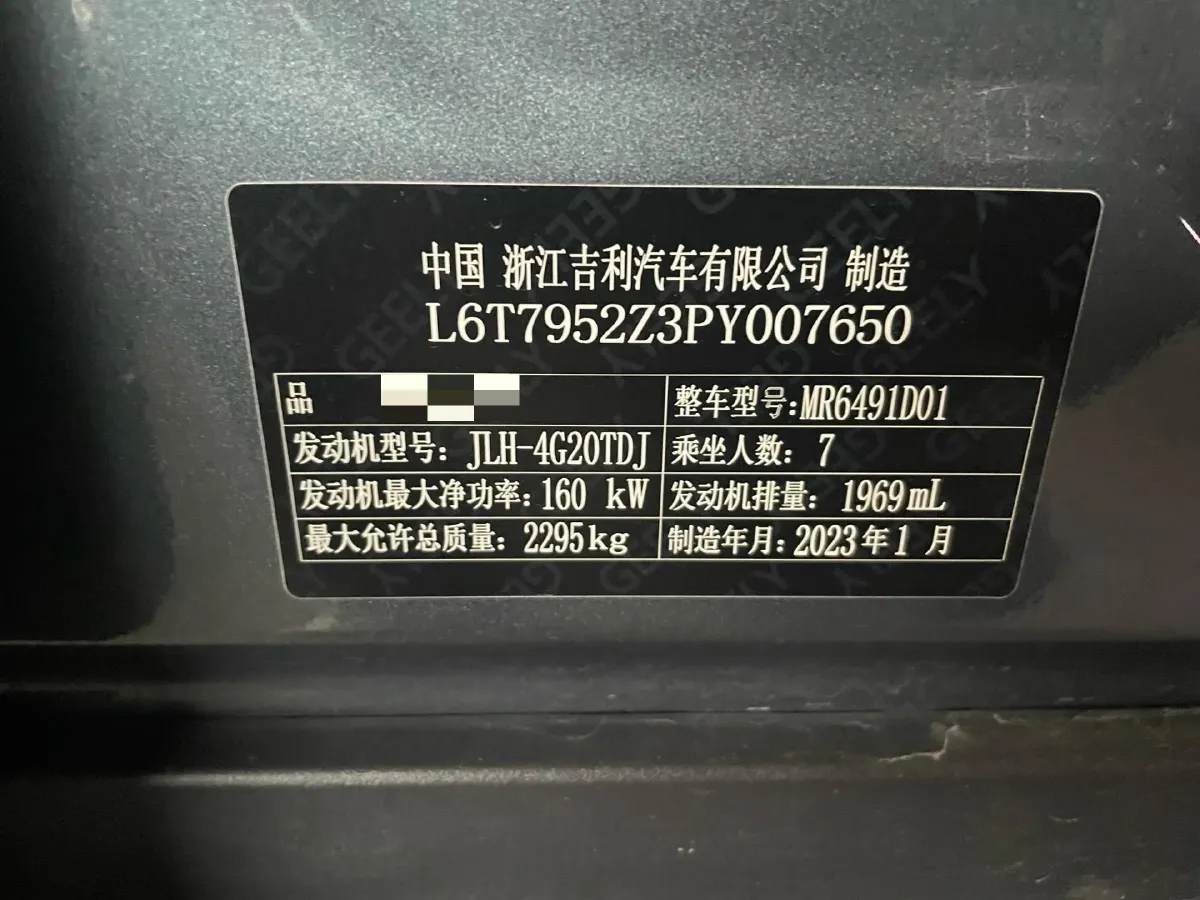 中国 浙江吉利汽车有限公司 制造
L6T7952Z3PY007650
品
整车型号:MR6491D01
发动机型号: JLH-4G20TDJ
乘坐人数: 7
发动机最大净功率:160 kW
发动机排量: 1969mL
最大允许总质量: 2295kg
制造年月:2023年1月
GEELY